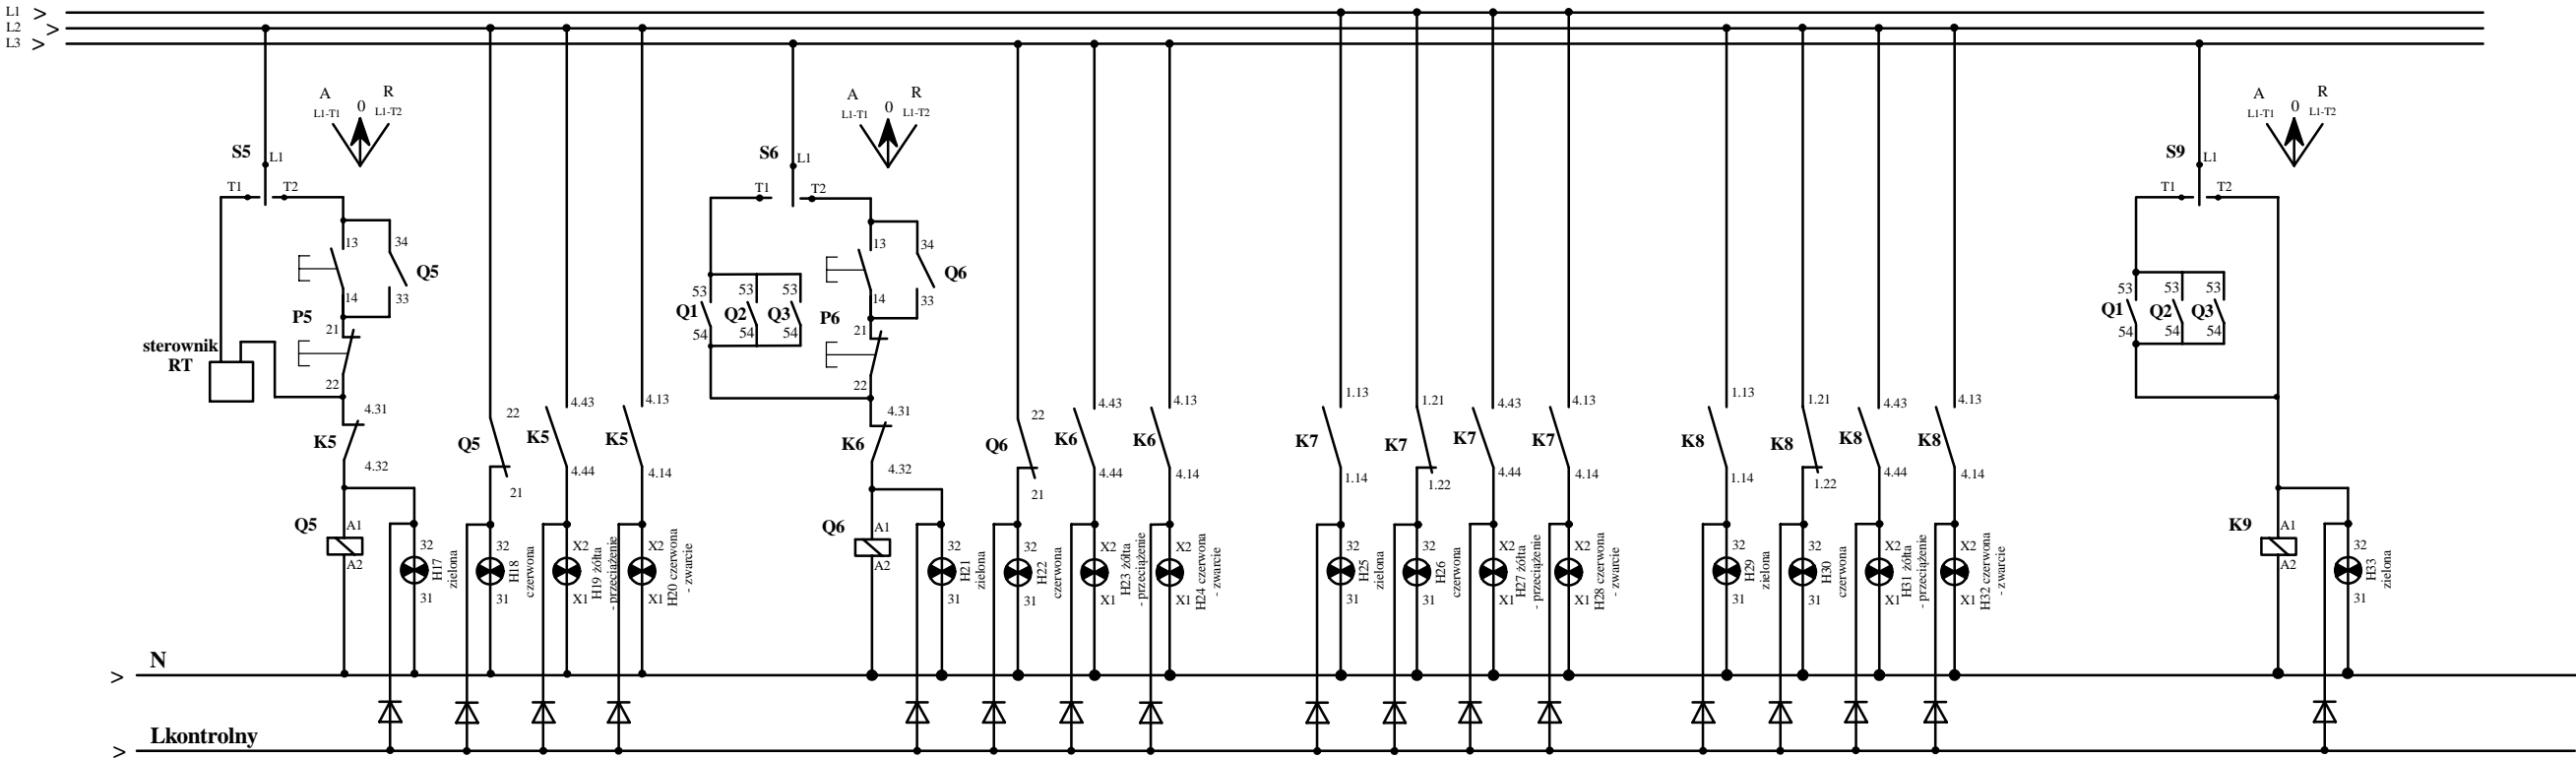 L1 >
L2 >
L3 >
A 0 R
L1-T1 L1-T2
S5 L1
T1 T2
13 34
Q5
14 33
P5
21
sterownik
RT
22
4.31
K5
4.32
Q5 A1
A2
32
H17
zielona
31
22
Q5
21
32
H18
czerwona
31
4.43
K5
4.44
X2
H19 żółta
- przeciążenie
X1
4.13
K5
4.14
X2
H20 czerwona
- zwarcie
X1
A 0 R
L1-T1 L1-T2
S6 L1
T1 T2
13 34
Q6
14 33
53 53 53
Q1 Q2 Q3
54 54 54
P6
21
22
4.31
K6
4.32
Q6 A1
A2
32
H21
zielona
31
22
Q6
21
32
H22
czerwona
31
4.43
K6
4.44
X2
H23 żółta
- przeciążenie
X1
4.13
K6
4.14
X2
H24 czerwona
- zwarcie
X1
1.13
K7
1.14
32
H25
zielona
31
1.21
K7
1.22
32
H26
czerwona
31
4.43
K7
4.44
X2
H27 żółta
- przeciążenie
X1
4.13
K7
4.14
X2
H28 czerwona
- zwarcie
X1
1.13
K8
1.14
32
H29
zielona
31
1.21
K8
1.22
32
H30
czerwona
31
4.43
K8
4.44
X2
H31 żółta
- przeciążenie
X1
4.13
K8
4.14
X2
H32 czerwona
- zwarcie
X1
A 0 R
L1-T1 L1-T2
S9 L1
T1 T2
53 53 53
Q1 Q2 Q3
54 54 54
K9 A1
A2
32
H33
zielona
31
N
>
Lkontrolny
>